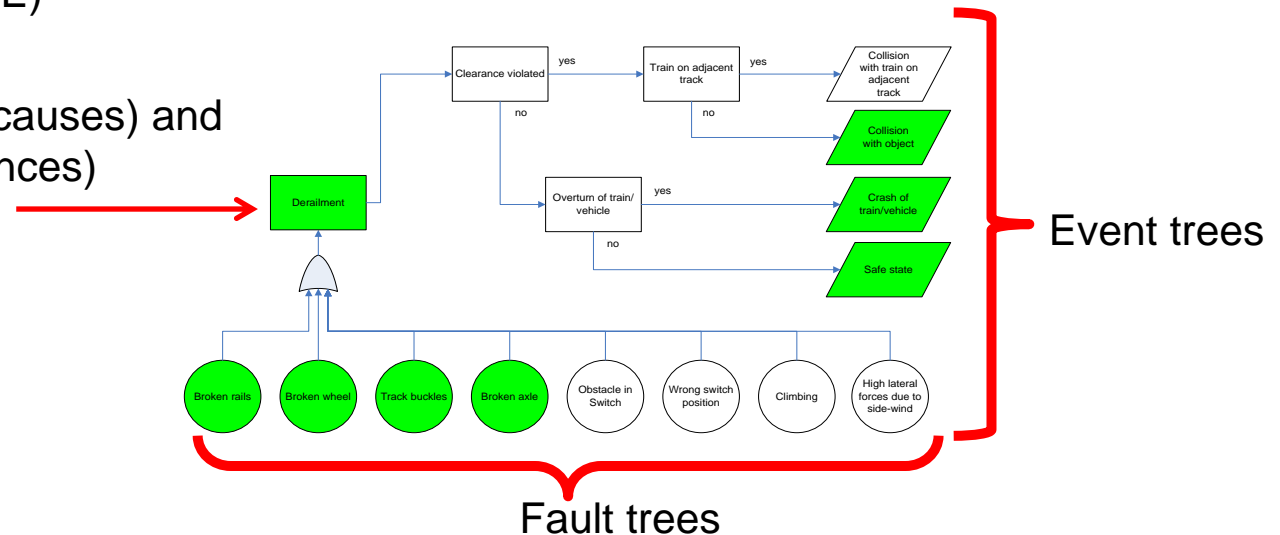 E)
causes) and
nces)
Clearance violated
yes
Train on adjacent
track
yes
Collision
with train on
adjacent
track
no
no
Collision
with object
Derailment
Overturn of train/
vehicle
yes
Crash of
train/vehicle
no
Safe state
Event trees
Broken rails
Broken wheel
Track buckles
Broken axle
Obstacle in
Switch
Wrong switch
position
Climbing
High lateral
forces due to
side-wind
Fault trees